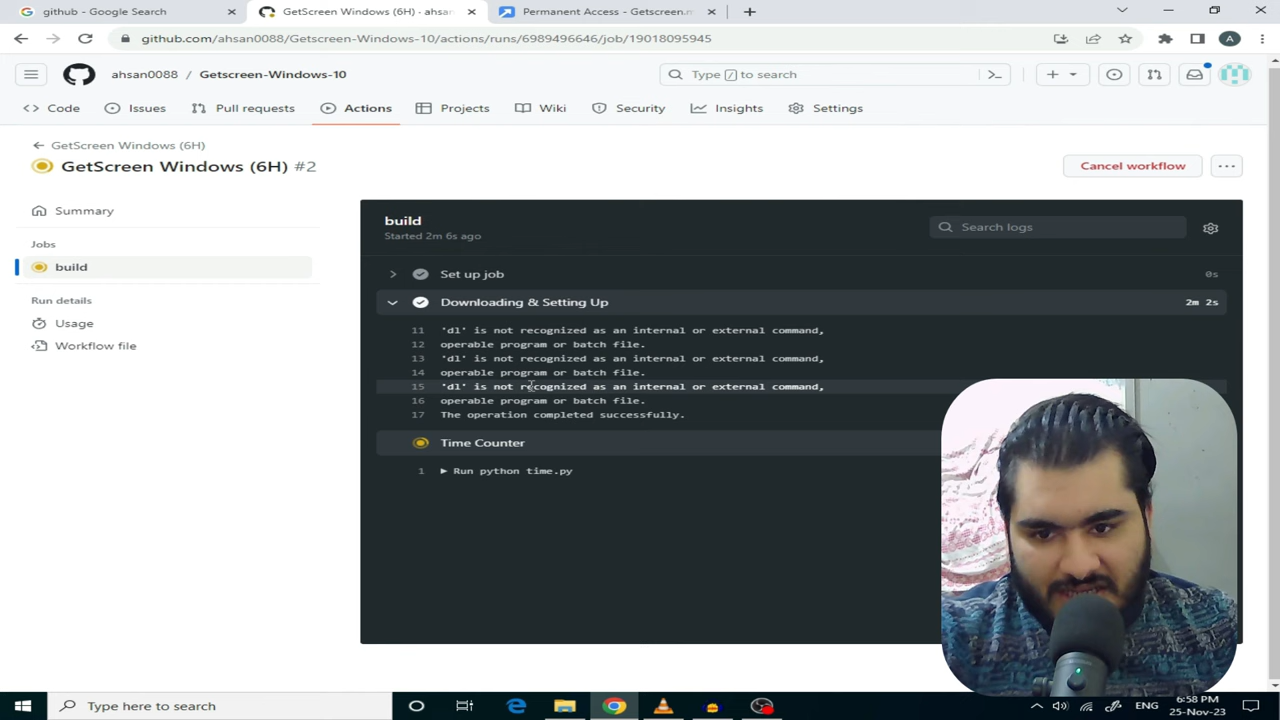 github - Google Search
GetScreen Windows (6H) - ahsan
Permanent Access - Getscreen.m
github.com/ahsan0088/Getscreen-Windows-10/actions/runs/6989496646/job/19018095945
A
ahsan0088 / Getscreen-Windows-10
Type / to search
Code
Issues
Pull requests
Actions
Projects
Wiki
Security
Insights
Settings
GetScreen Windows (6H)
GetScreen Windows (6H) #2
Cancel workflow
Summary
Jobs
build
Run details
Usage
Workflow file
build
Started 2m 6s ago
Search logs
Set up job
0s
Downloading & Setting Up
2m 2s
11 'dl' is not recognized as an internal or external command,
12 operable program or batch file.
13 'dl' is not recognized as an internal or external command,
14 operable program or batch file.
15 'dl' is not recognized as an internal or external command,
16 operable program or batch file.
17 The operation completed successfully.
Time Counter
1 Run python time.py
Type here to search
ENG
6:58 PM
25-Nov-23